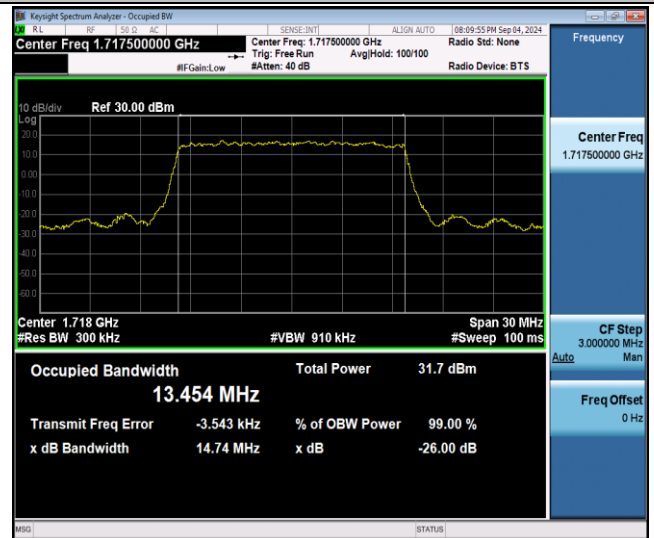 Keysight Spectrum Analyzer - Occupied BW
RL RF 50 Ω AC SENSE:INT ALIGN AUTO 08:09:55 PM Sep 04, 2024
Center Freq 1.717500000 GHz Center Freq: 1.717500000 GHz Radio Std: None
Trig: Free Run Avg|Hold: 100/100
#IFGain:Low #Atten: 40 dB Radio Device: BTS
Frequency
10 dB/div Ref 30.00 dBm
Log
20.0
10.0
0.00
-10.0
-20.0
-30.0
-40.0
-50.0
-60.0
Center 1.718 GHz Span 30 MHz
#Res BW 300 kHz #VBW 910 kHz #Sweep 100 ms
Occupied Bandwidth Total Power 31.7 dBm
13.454 MHz
Transmit Freq Error -3.543 kHz % of OBW Power 99.00 %
x dB Bandwidth 14.74 MHz x dB -26.00 dB
Center Freq
1.717500000 GHz
CF Step
3.000000 MHz
Auto Man
Freq Offset
0 Hz
MSG STATUS